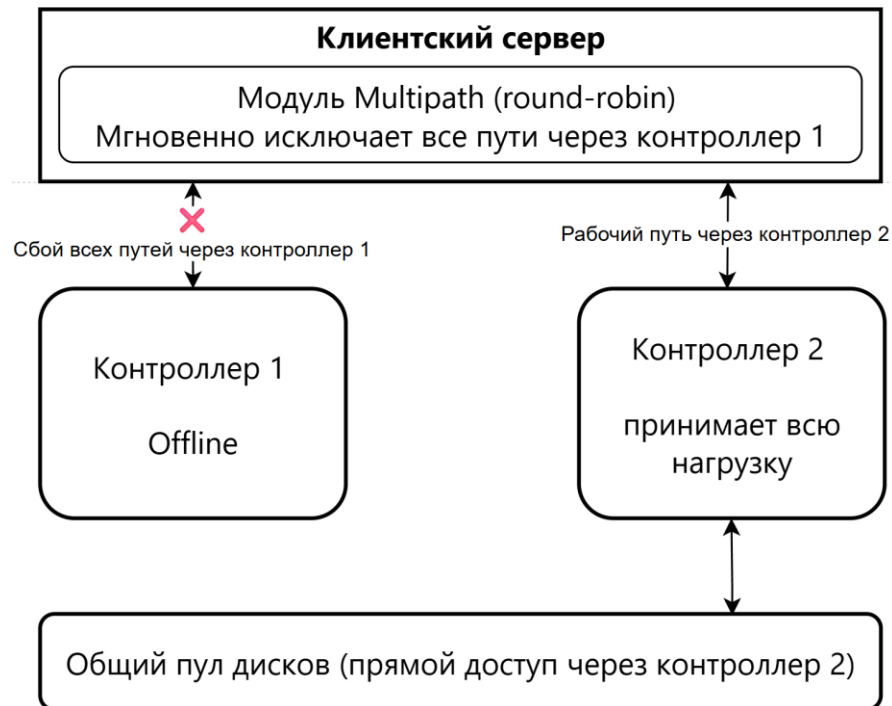 Клиентский сервер
Модуль Multipath (round-robin)
Мгновенно исключает все пути через контроллер 1
Сбой всех путей через контроллер 1
Рабочий путь через контроллер 2
Контроллер 1
Offline
Контроллер 2
принимает всю
нагрузку
Общий пул дисков (прямой доступ через контроллер 2)